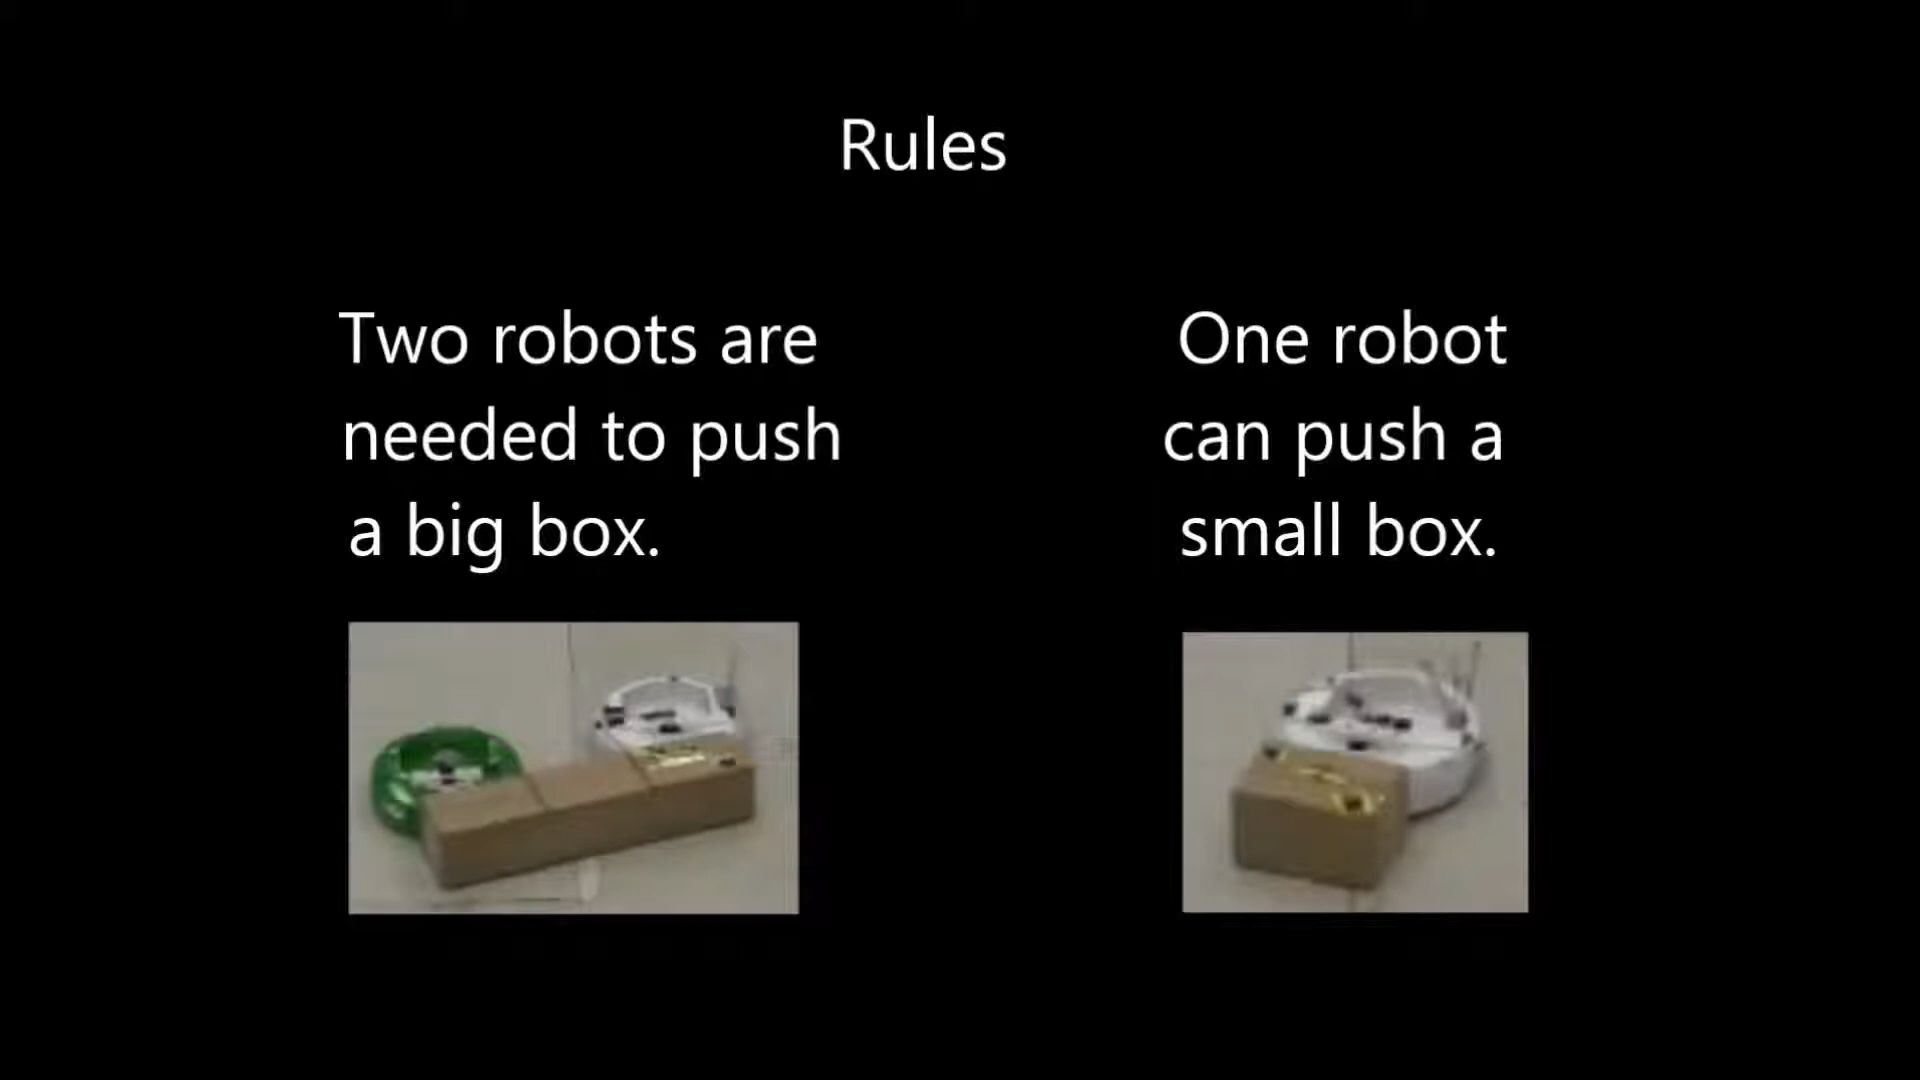 Rules
Two robots are
needed to push
a big box.
One robot
can push a
small box.